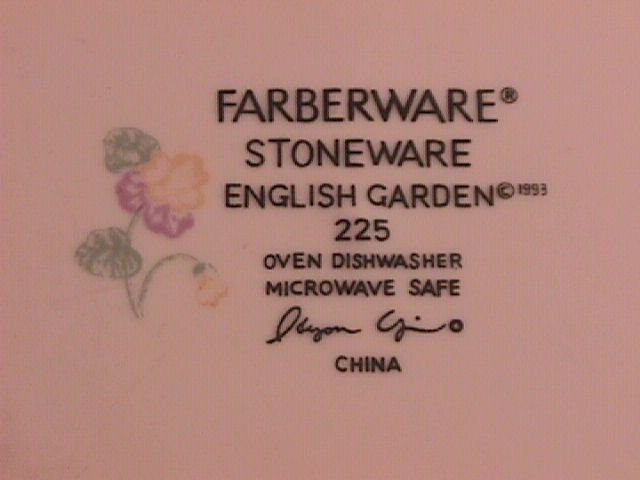 FARBERWARE®
STONEWARE
ENGLISH GARDEN©1993
225
OVEN DISHWASHER
MICROWAVE SAFE
CHINA